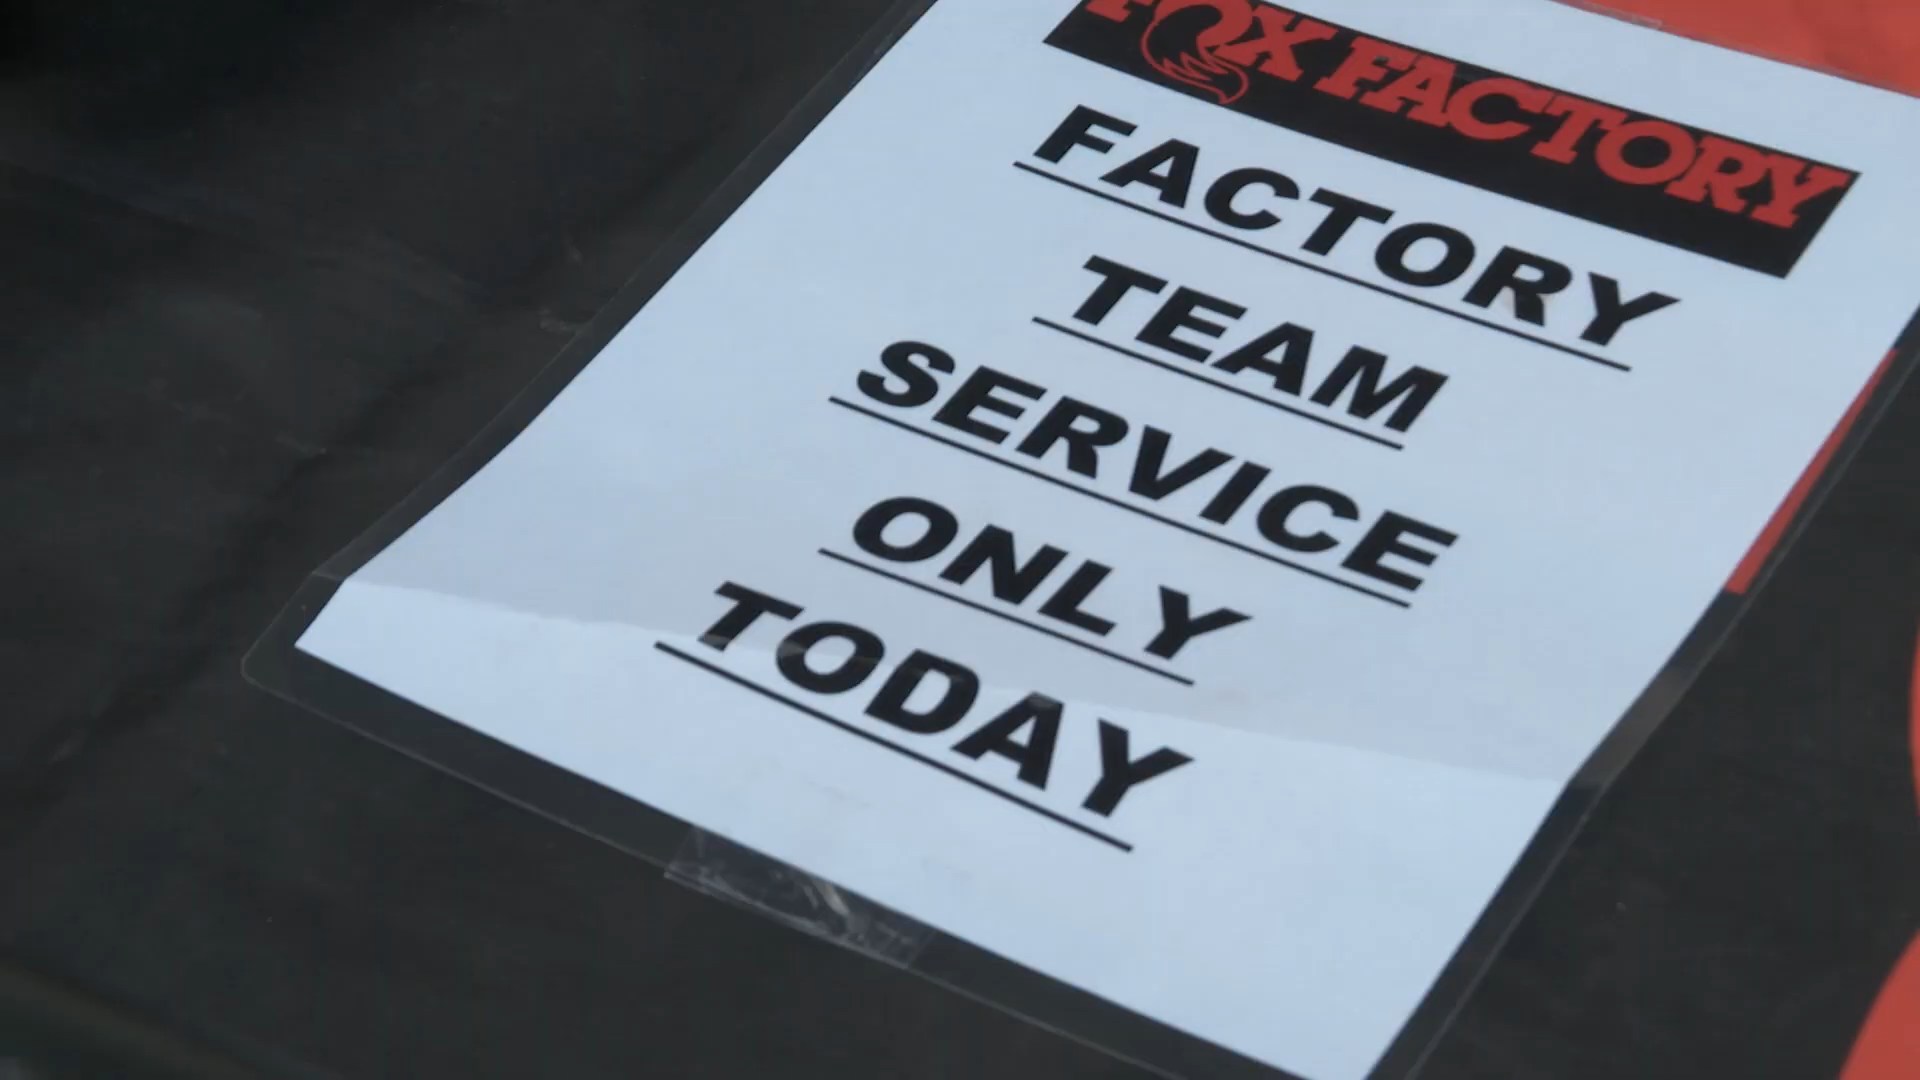 FOX FACTORY
FACTORY
TEAM
SERVICE
ONLY
TODAY